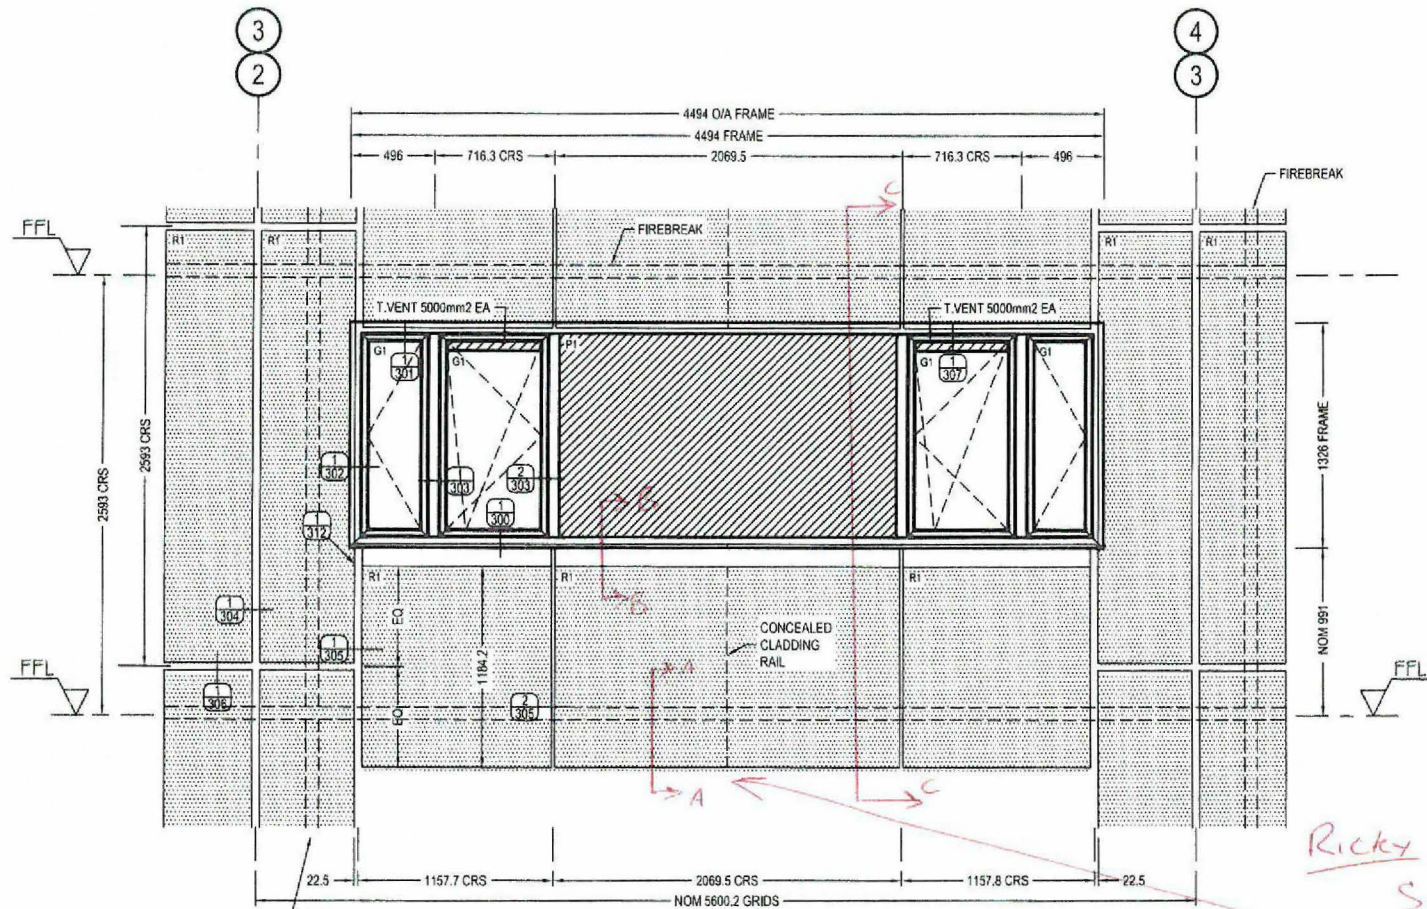 3
2
4
3
4494 O/A FRAME
4494 FRAME
496
716.3 CRS
2069.5
716.3 CRS
496
FIREBREAK
C
FFL
R1
R1
FIREBREAK
R1
R1
T.VENT 5000mm2 EA
T.VENT 5000mm2 EA
G1
1
301
G1
P1
G1
1
307
G1
2593 CRS
2593 CRS
1326 FRAME
1
302
1
303
2
303
1
300
B
1
312
R1
R1
R1
B
1
304
EQ
1184.2
CONCEALED
CLADDING
RAIL
NOM 991
1
305
FFL
A
FFL
1
306
EQ
2
305
A
C
Ricky
S
22.5
1157.7 CRS
2069.5 CRS
1157.8 CRS
22.5
NOM 5600.2 GRIDS